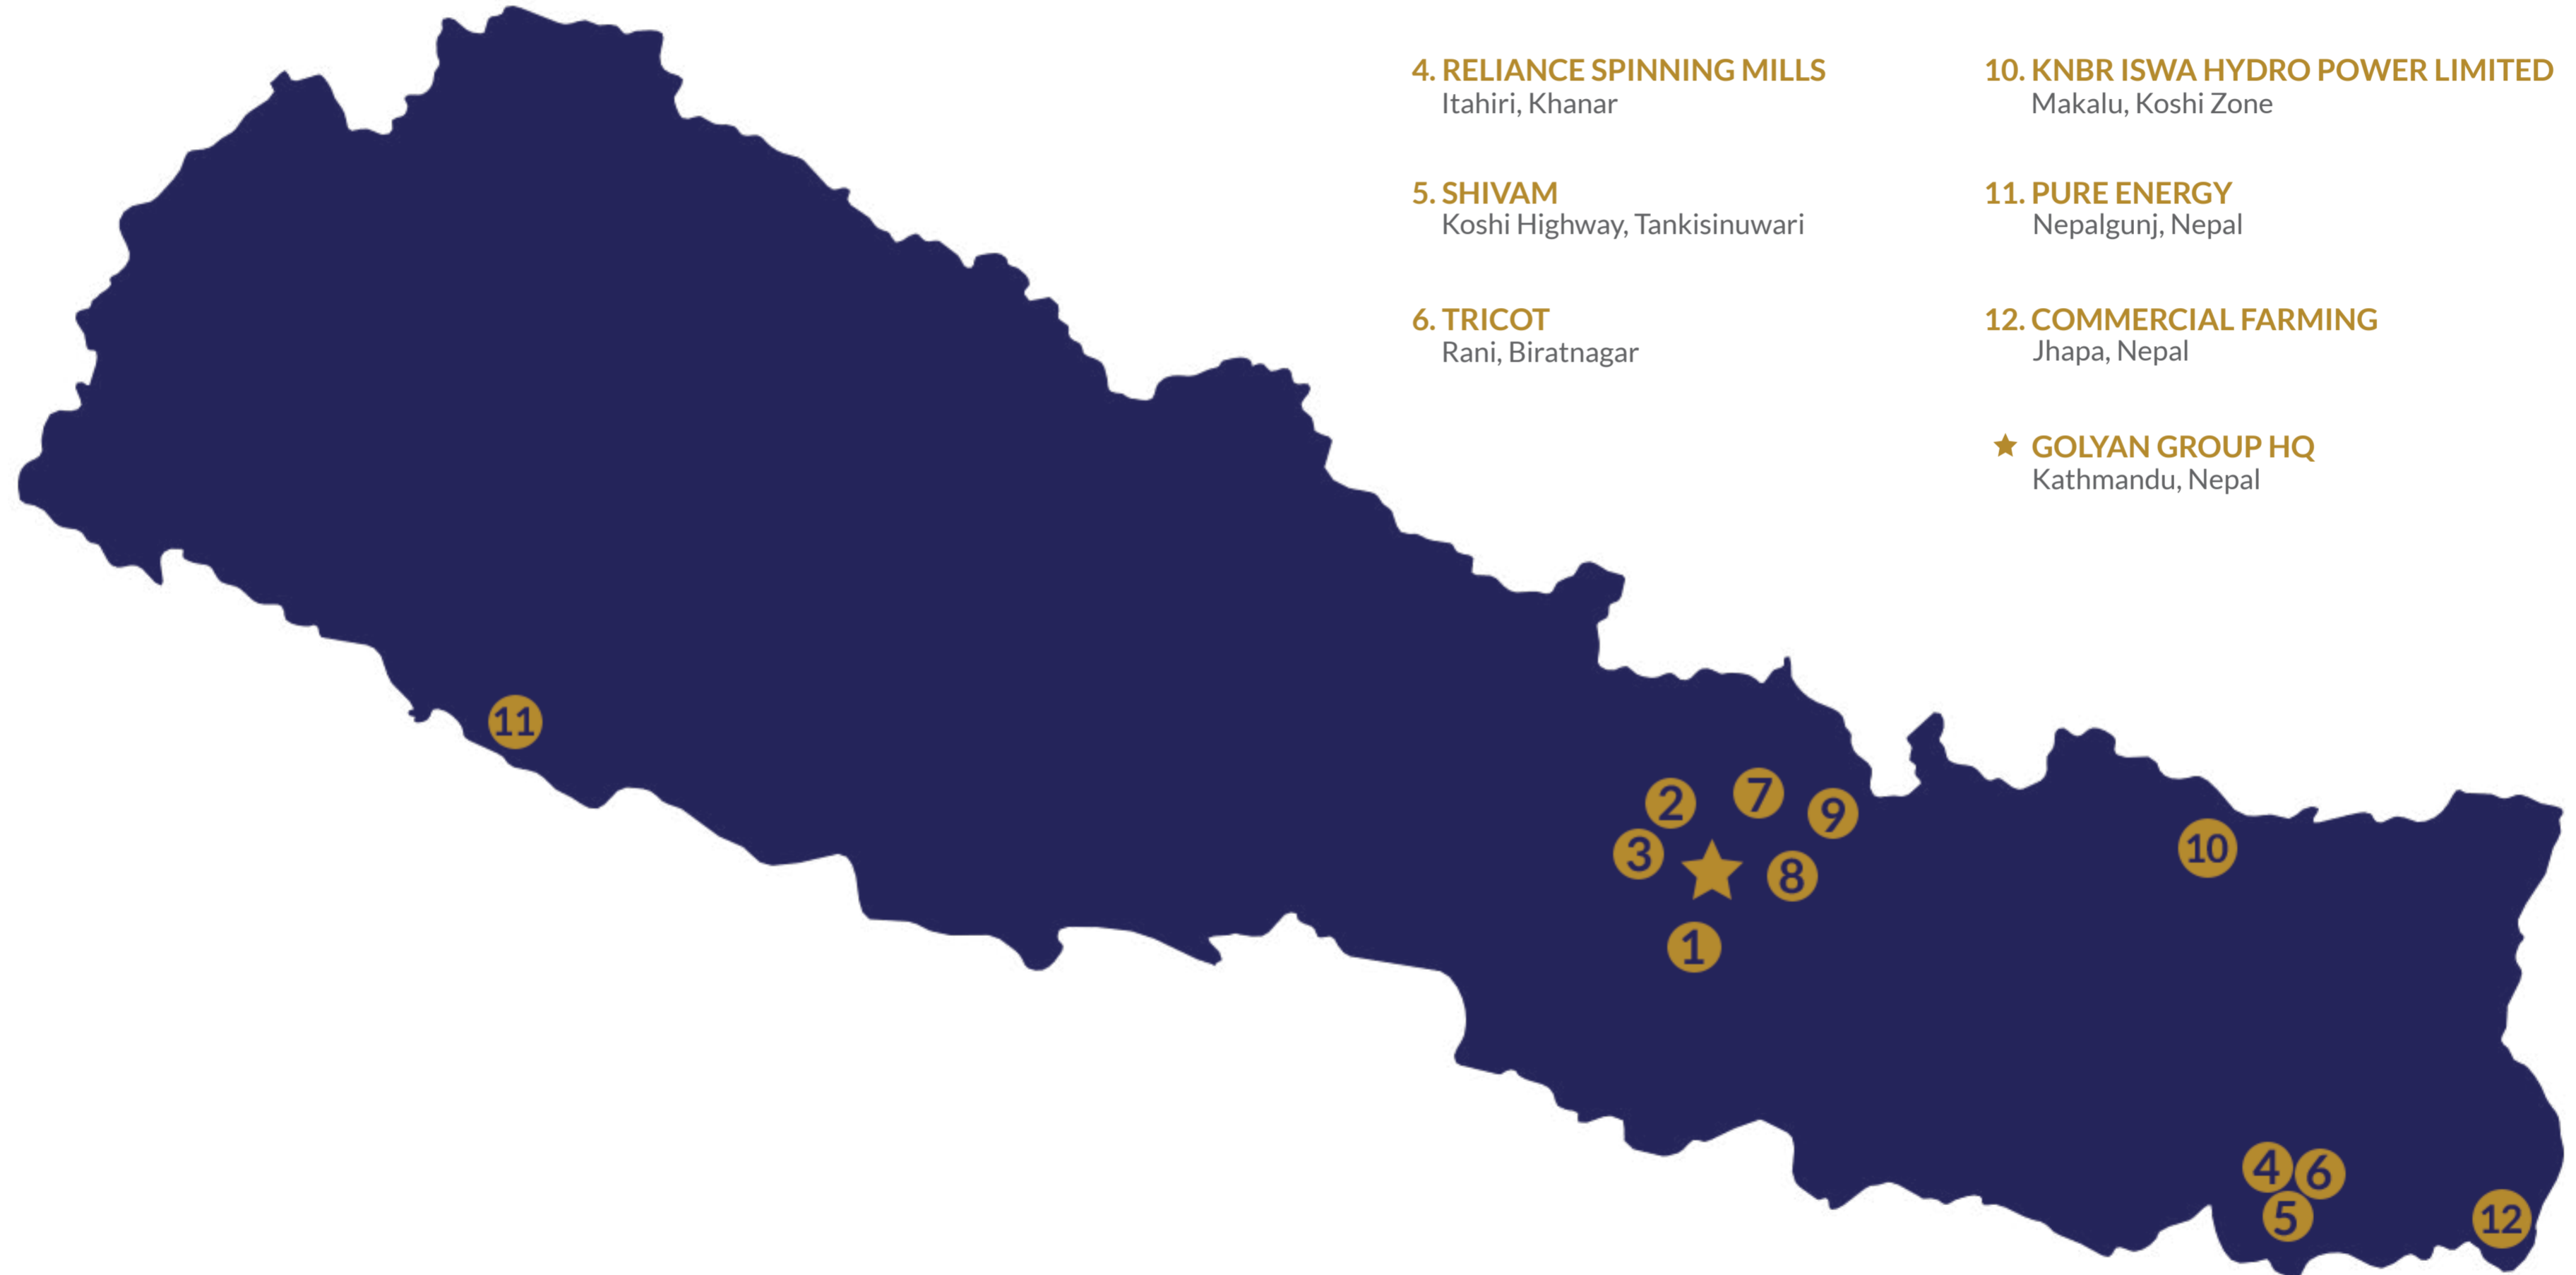 4. RELIANCE SPINNING MILLS
Itahiri, Khanar
5. SHIVAM
Koshi Highway, Tankisinuwari
6. TRICOT
Rani, Biratnagar
10. KNBR ISWA HYDRO POWER LIMITED
Makalu, Koshi Zone
11. PURE ENERGY
Nepalgunj, Nepal
12. COMMERCIAL FARMING
Jhapa, Nepal
GOLYAN GROUP HQ
Kathmandu, Nepal
11
2
7
9
3
8
10
1
4
6
5
12